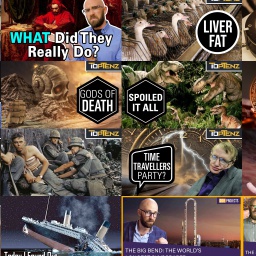 WHAT Did They
Really Do?
LIVER
FAT
TOPTENZ
GODS OF
DEATH
TOPTENZ
SPOILED
IT ALL
TOPTENZ
TOPTENZ
TIME
TRAVELLERS
PARTY?
Today I Found O
PROJECTS
THE BIG BEND: THE WORLD'S